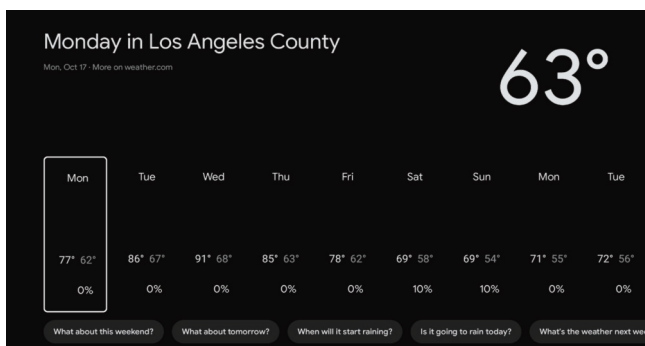 Monday in Los Angeles County
Mon, Oct 17 · More on weather.com
63°
Mon Tue Wed Thu Fri Sat Sun Mon Tue
77° 62° 86° 67° 91° 68° 85° 63° 78° 62° 69° 58° 69° 54° 71° 55° 72° 56°
0% 0% 0% 0% 0% 10% 10% 0% 0%
What about this weekend? What about tomorrow? When will it start raining? Is it going to rain today? What's the weather next